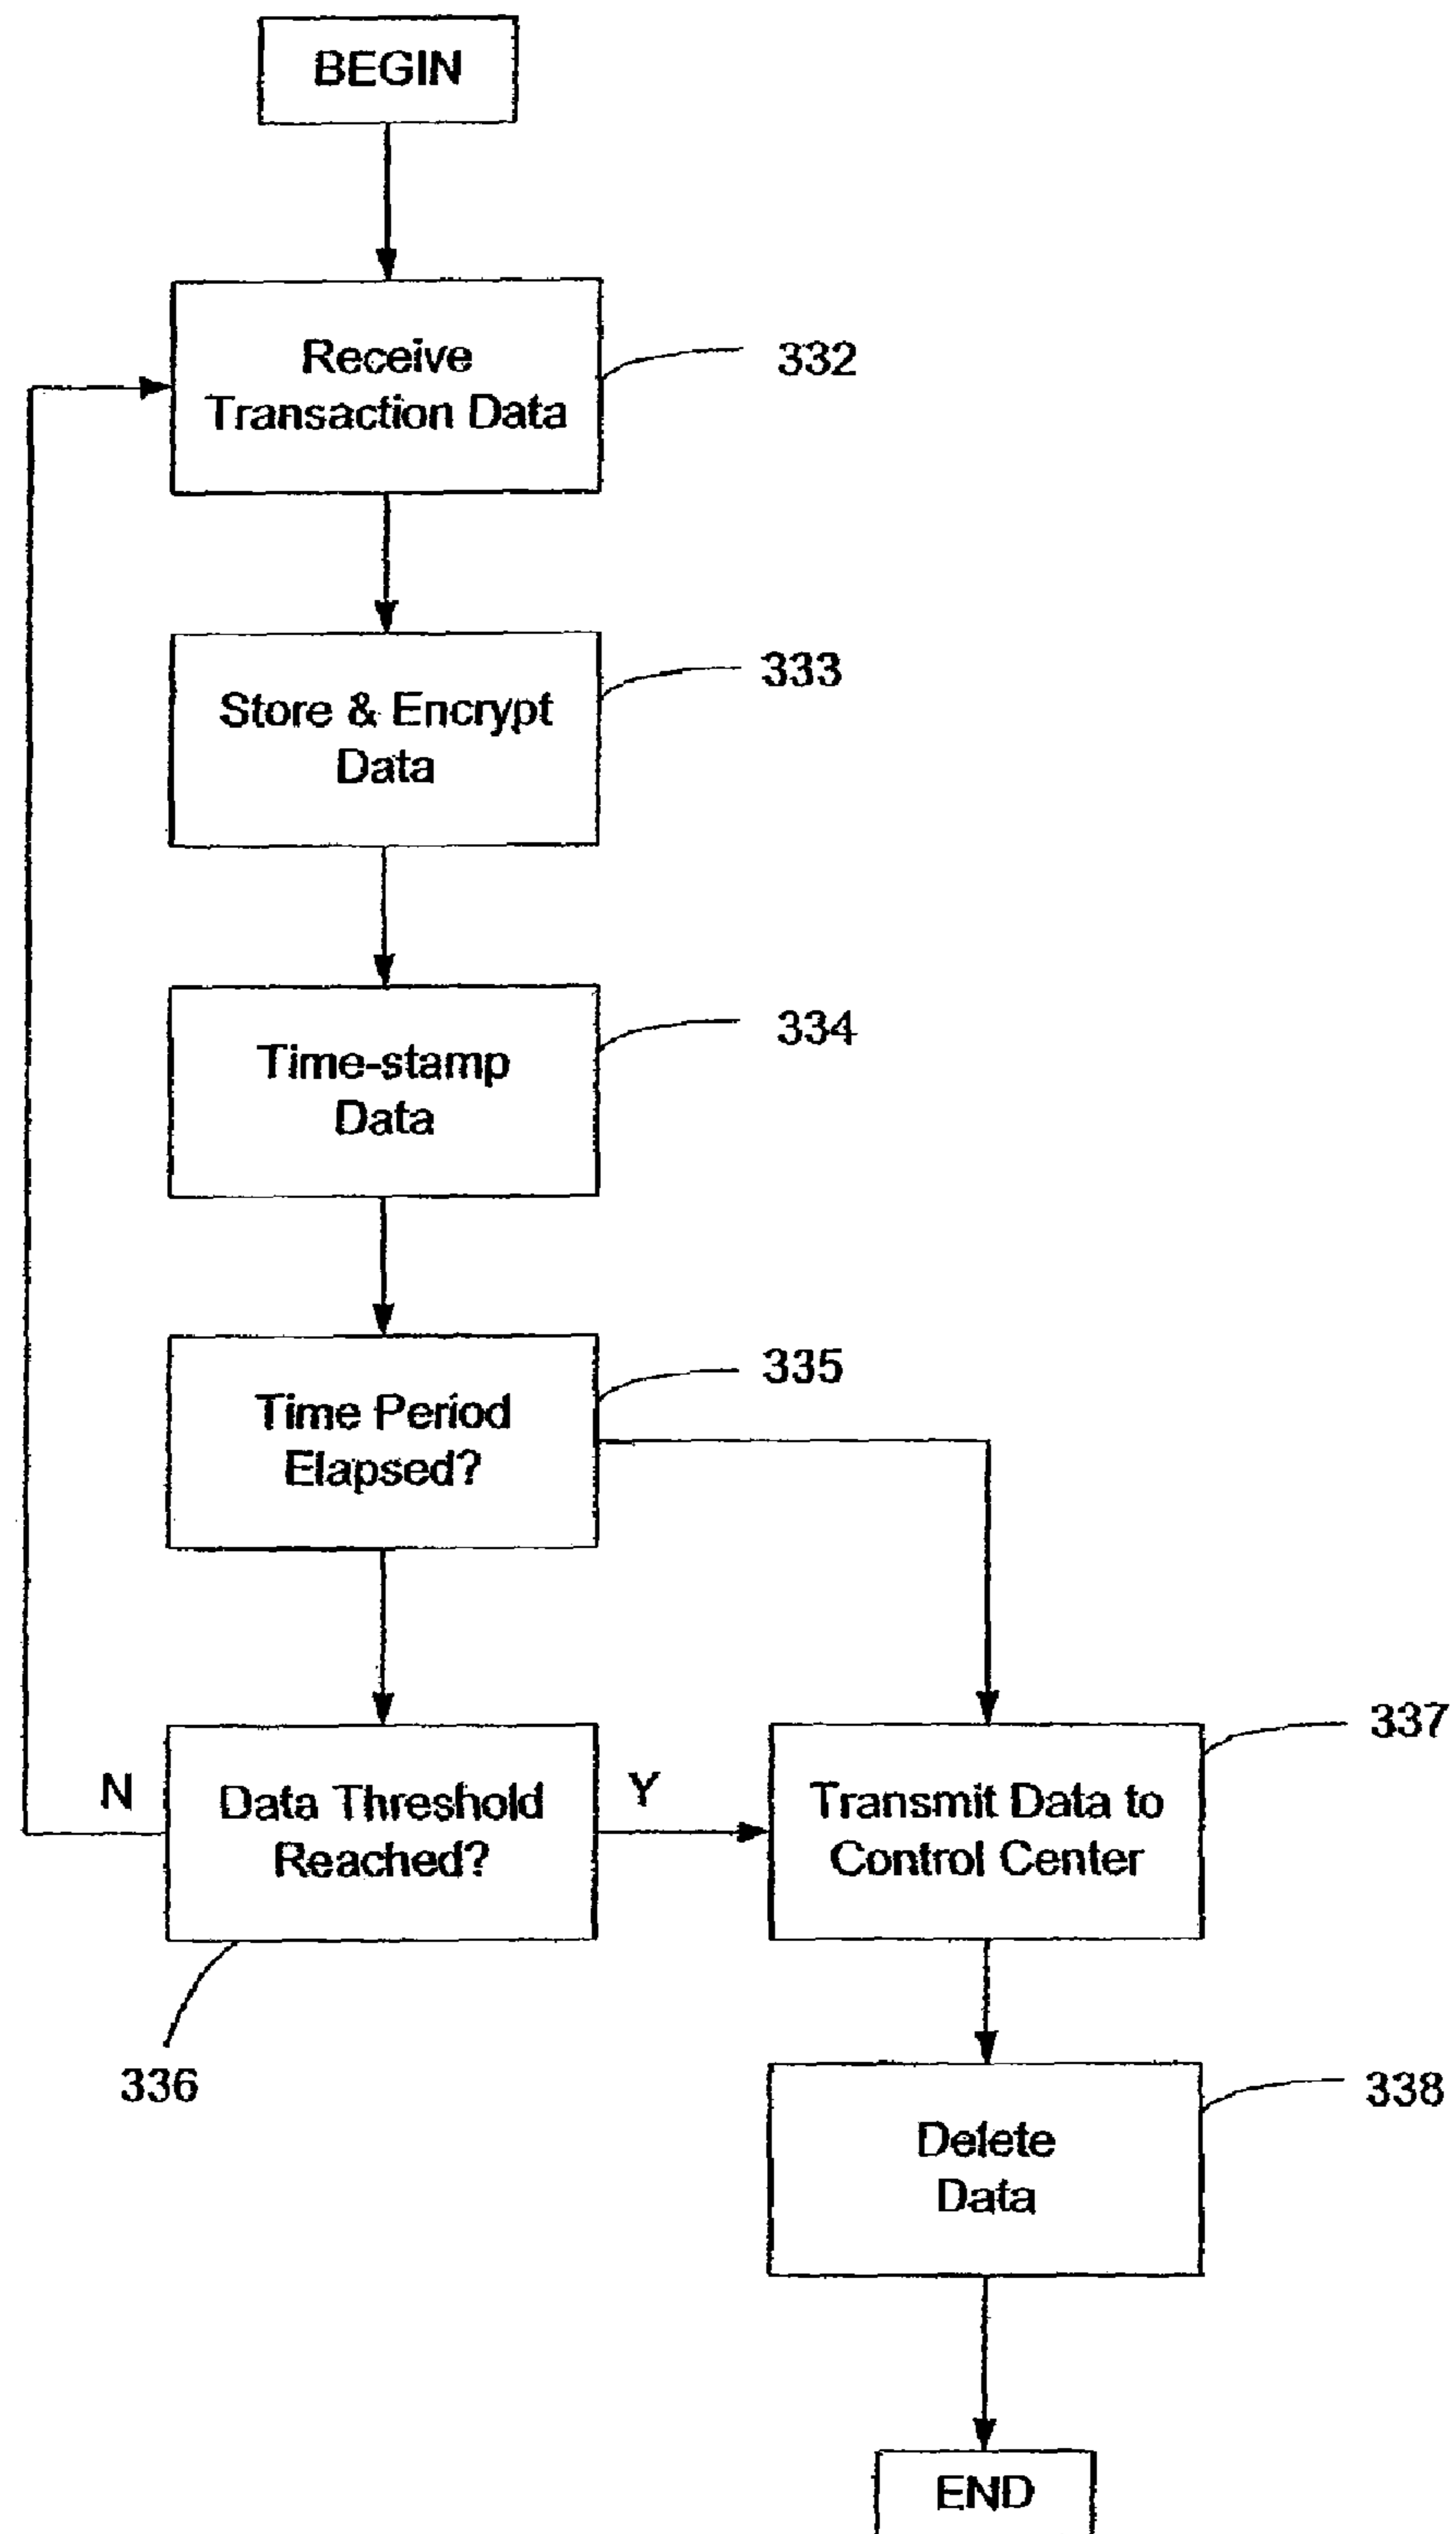 BEGIN
Receive
Transaction Data
332
Store & Encrypt
Data
333
Time-stamp
Data
334
Time Period
Elapsed?
335
N
Data Threshold
Reached?
336
Y
Transmit Data to
Control Center
337
Delete
Data
338
END